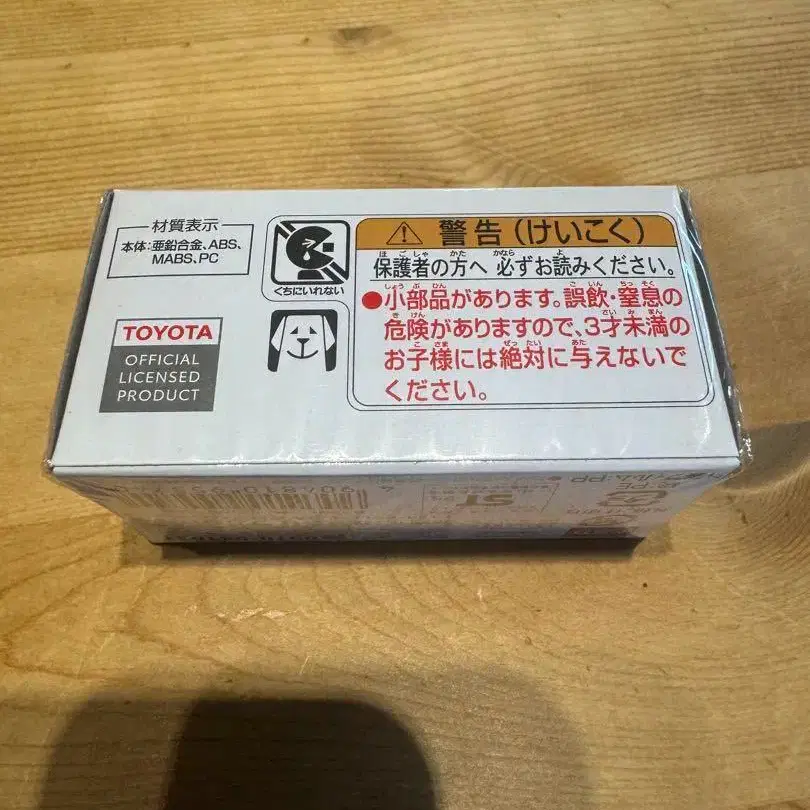 材質表示
本体:亜鉛合金、ABS、
MABS、PC
TOYOTA
OFFICIAL
LICENSED
PRODUCT
くちにいれない
警告(けいこく)
保護者の方へ 必ずお読みください。
●小部品があります。誤飲・窒息の
危険がありますので、3才未満の
お子様には絶対に与えないで
ください。
ST